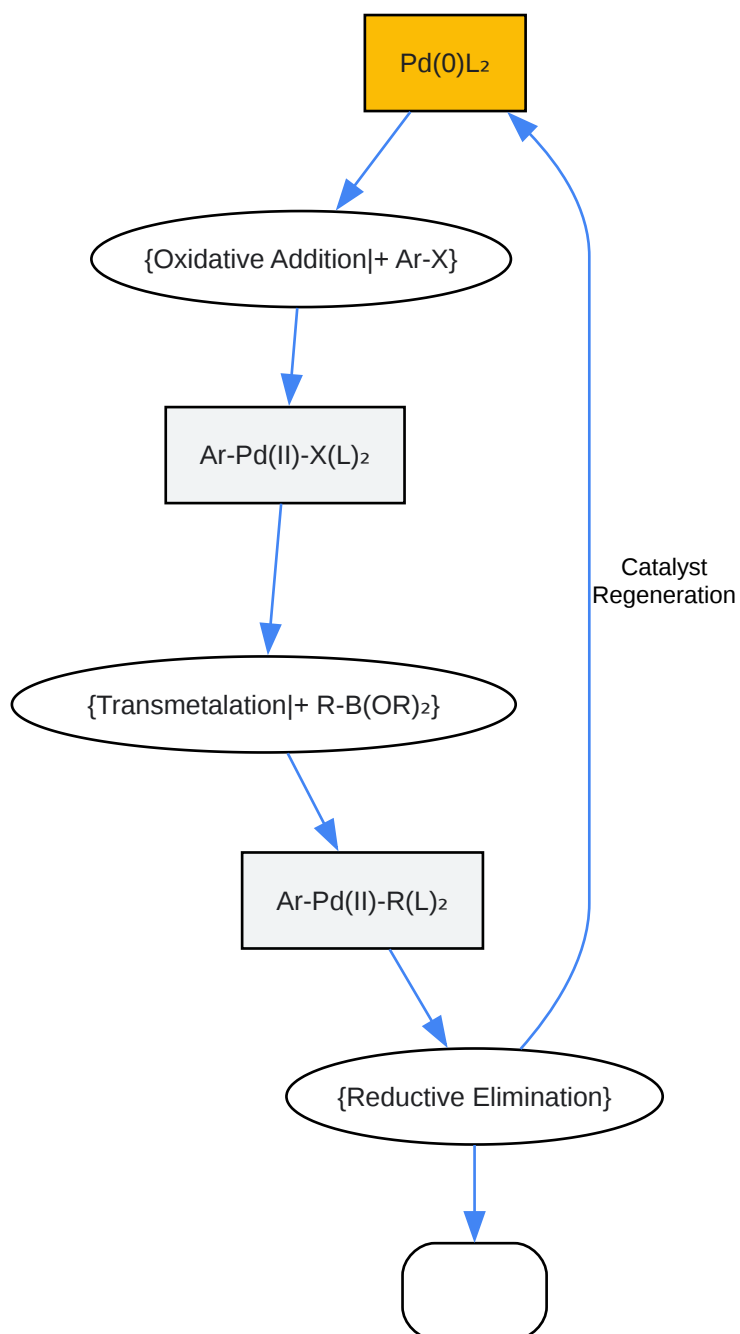 Pd(0)L₂
{Oxidative Addition|+ Ar-X}
Ar-Pd(II)-X(L)₂
Catalyst
Regeneration
{Transmetalation|+ R-B(OR)₂}
Ar-Pd(II)-R(L)₂
{Reductive Elimination}